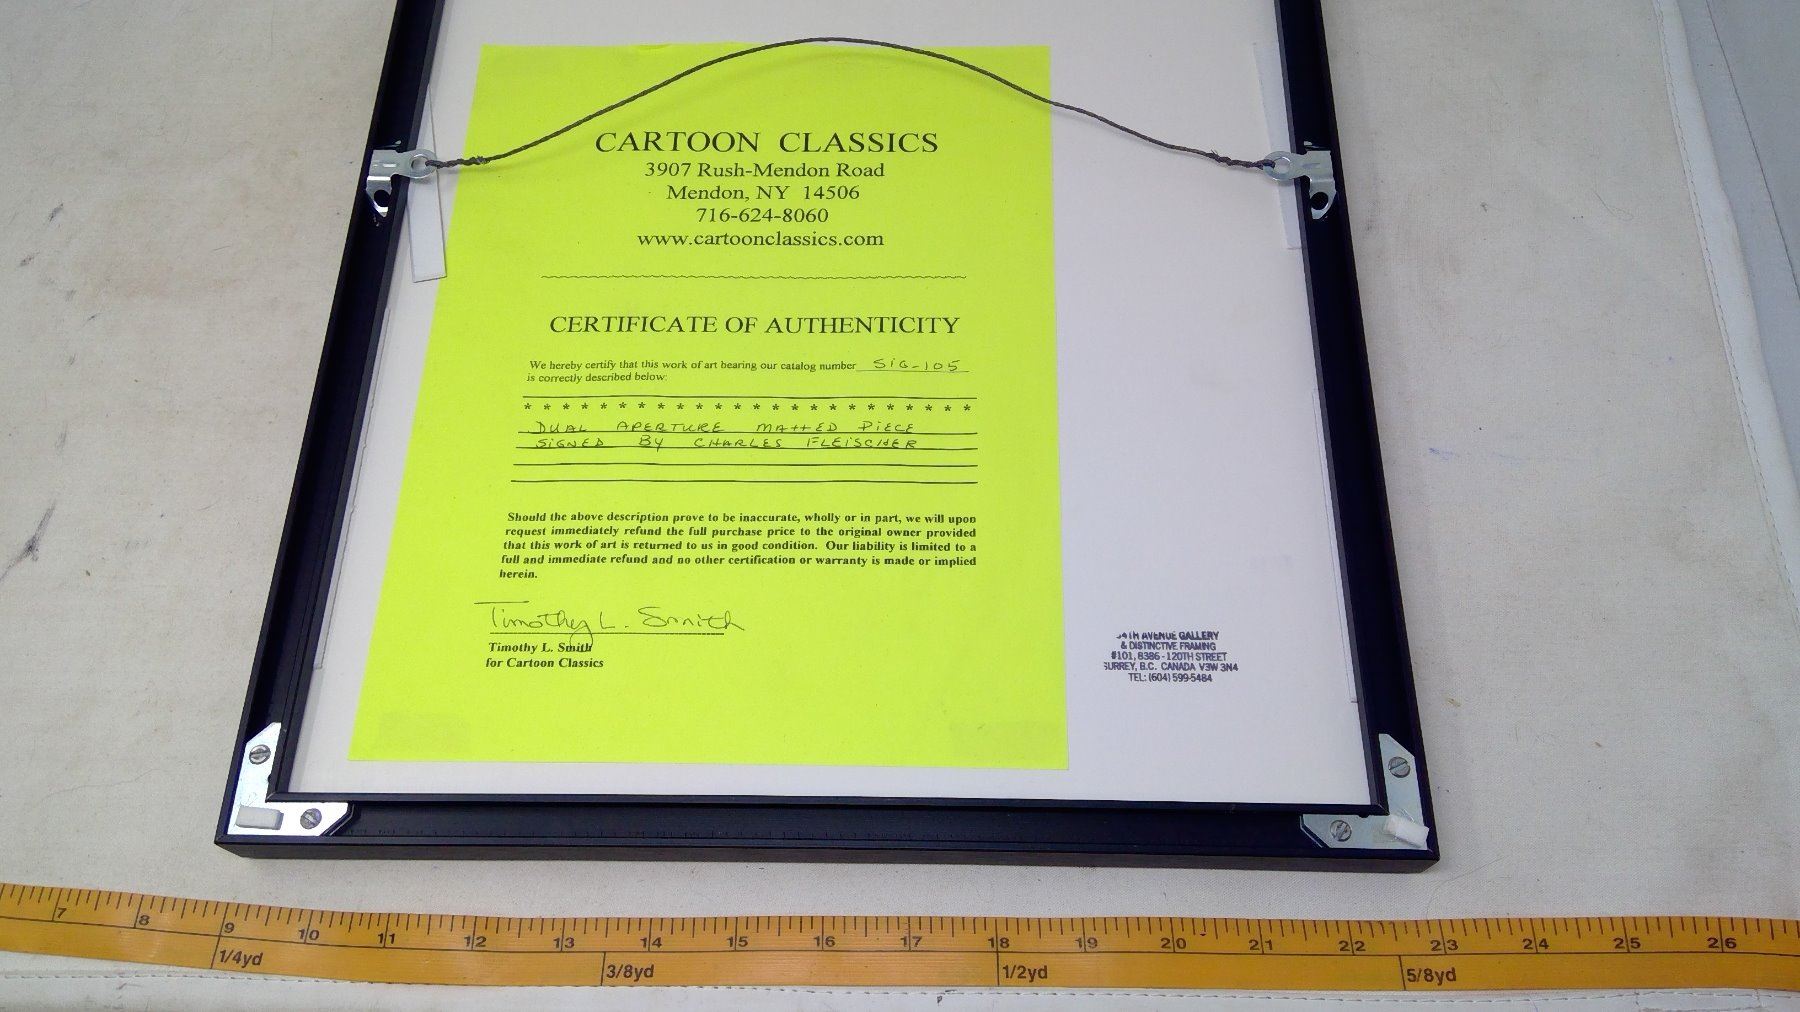 CARTOON CLASSICS
3907 Rush-Mendon Road
Mendon, NY 14506
716-624-8060
www.cartoonclassics.com
CERTIFICATE OF AUTHENTICITY
We hereby certify that this work of art bearing our catalog number SiG-105
is correctly described below:
* * * * * * * * * * * * * * * * * * * * * * * *
DUAL APERTURE MATTED PiECE
SiGNED By CHARLES FLEiSCHER
Should the above description prove to be inaccurate, wholly or in part, we will upon
request immediately refund the full purchase price to the original owner provided
that this work of art is returned to us in good condition. Our liability is limited to a
full and immediate refund and no other certification or warranty is made or implied
herein.
Timothy L. Smith
Timothy L. Smith
for Cartoon Classics
AVENUE GALLERY
& DISTINCTIVE FRAMING
#101, 8386 - 120TH STREET
SURREY, B.C. CANADA V3W 3N4
TEL: (604) 599-5484
7 8 9 10 11 12 13 14 15 16 17 18 19 20 21 22 23 24 25 26
1/4yd 3/8yd 1/2yd 5/8yd